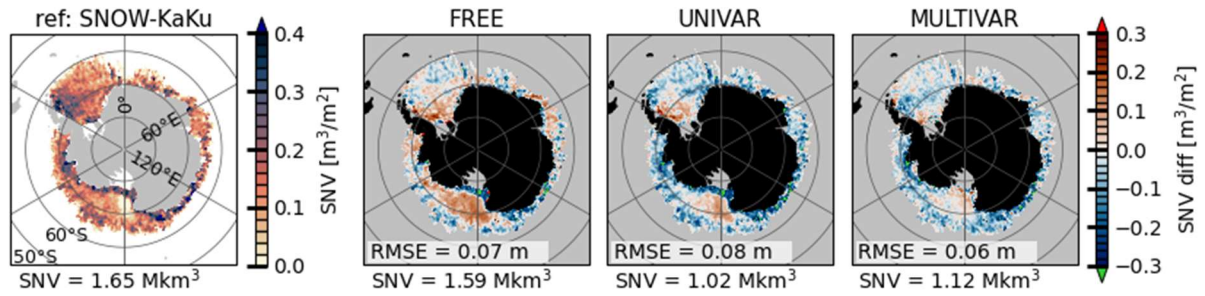 ref: SNOW-KaKu
FREE
UNIVAR
MULTIVAR
0°
60°E
120°E
60°S
50°S
SNV = 1.65 Mkm³
0.4
0.3
0.2
0.1
0.0
SNV [m³/m²]
RMSE = 0.07 m
SNV = 1.59 Mkm³
RMSE = 0.08 m
SNV = 1.02 Mkm³
RMSE = 0.06 m
SNV = 1.12 Mkm³
0.3
0.2
0.1
0.0
−0.1
−0.2
−0.3
SNV diff [m³/m²]